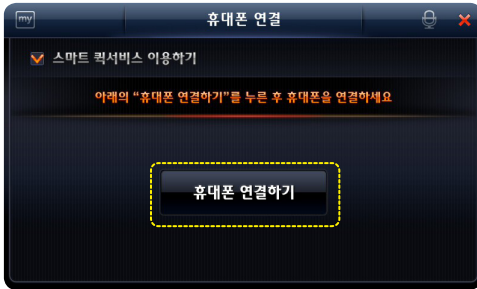 my
휴대폰 연결
스마트 퀵서비스 이용하기
아래의 “휴대폰 연결하기”를 누른 후 휴대폰을 연결하세요
휴대폰 연결하기